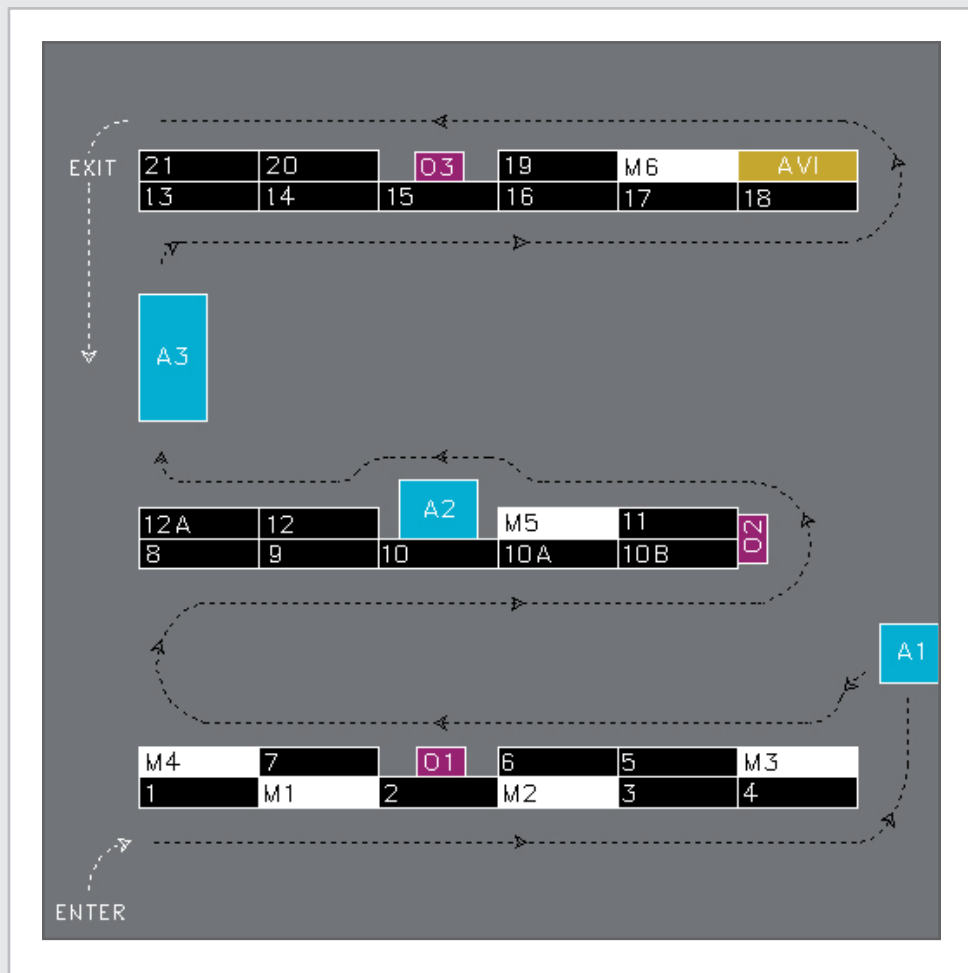 EXIT
21 20 O3 19 M6 AVI
13 14 15 16 17 18
A3
12A 12 A2 M5 11 O2
8 9 10 10A 10B
A1
M4 7 O1 6 5 M3
1 M1 2 M2 3 4
ENTER